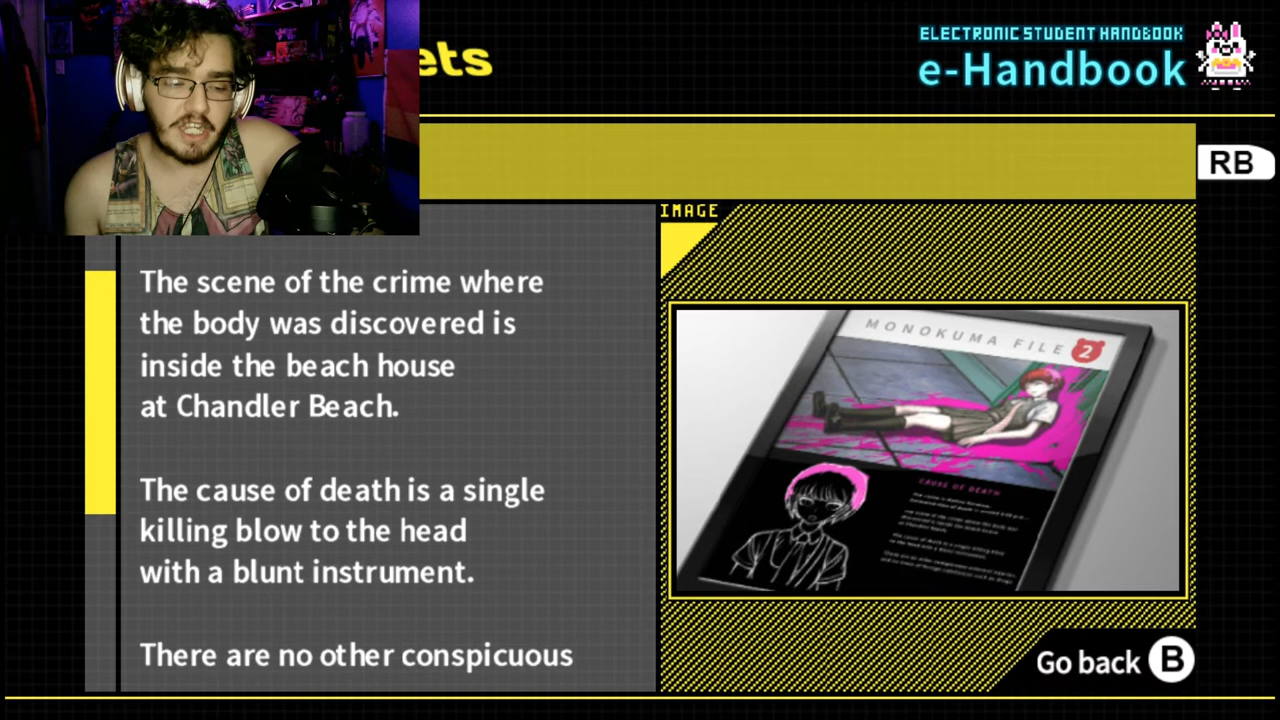 ets
ELECTRONIC STUDENT HANDBOOK
e-Handbook
RB
IMAGE
The scene of the crime where
the body was discovered is
inside the beach house
at Chandler Beach.
The cause of death is a single
killing blow to the head
with a blunt instrument.
There are no other conspicuous
MONOKUMA FILE 2
CAUSE OF DEATH
Go back B